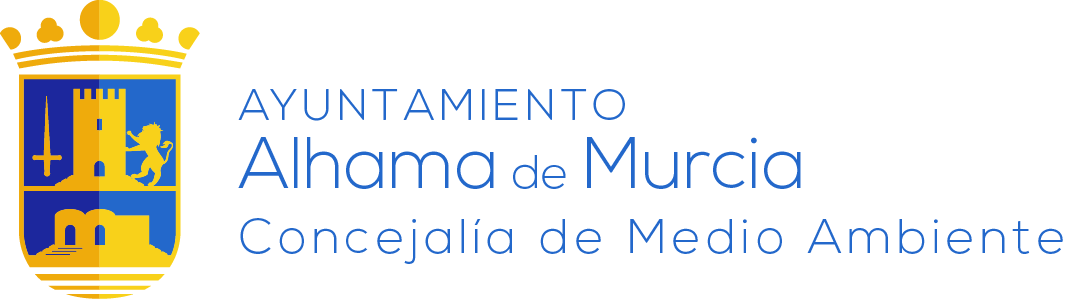 AYUNTAMIENTO
Alhama de Murcia
Concejalía de Medio Ambiente